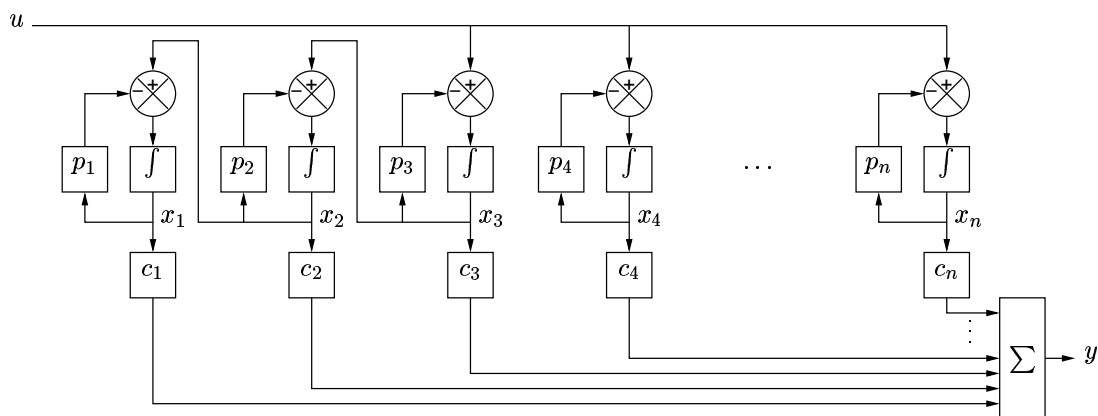 u
− + − + − + − + − +
p₁ ∫ p₂ ∫ p₃ ∫ p₄ ∫ ... pₙ ∫
x₁ x₂ x₃ x₄ xₙ
c₁ c₂ c₃ c₄ cₙ
⋮
∑ y